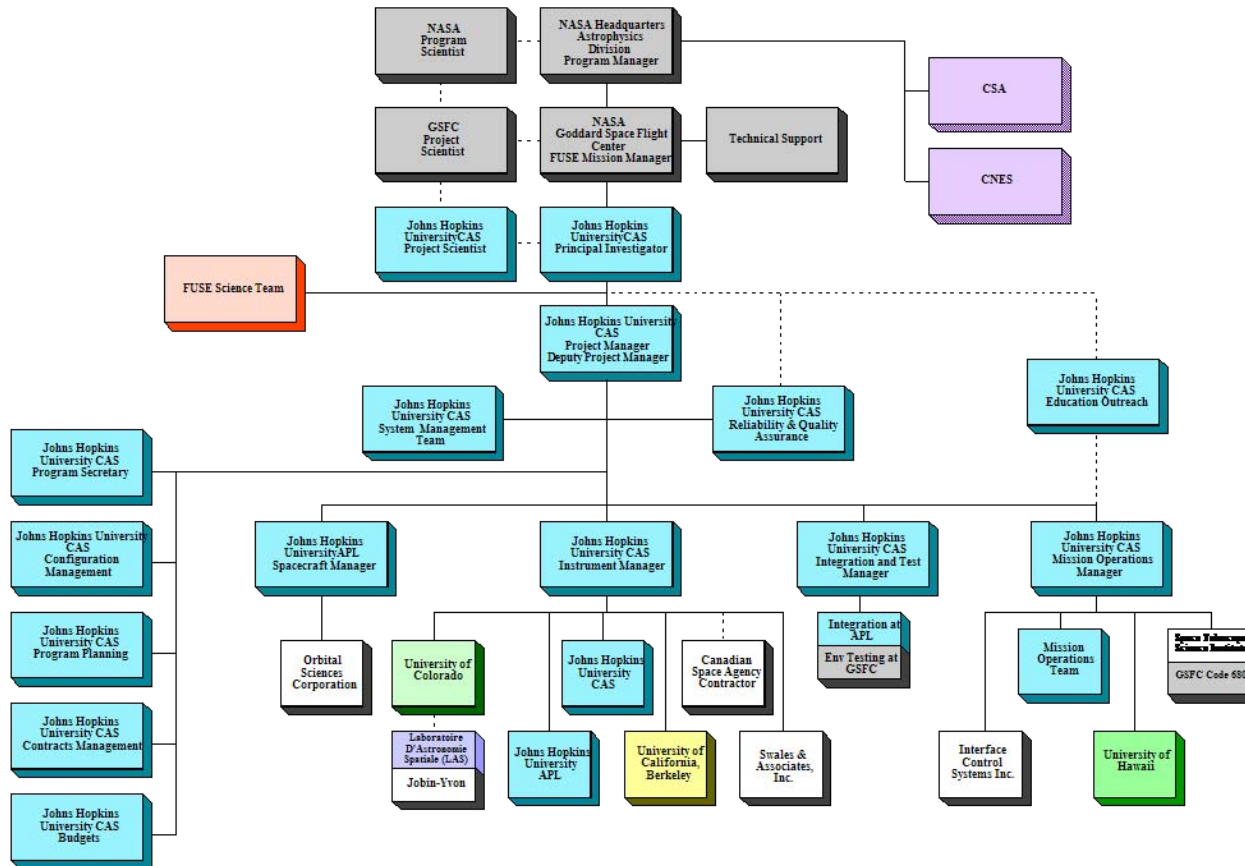 NASA
Program
Scientist
NASA Headquarters
Astrophysics
Division
Program Manager
CSA
GSFC
Project
Scientist
NASA
Goddard Space Flight
Center
FUSE Mission Manager
Technical Support
CNES
Johns Hopkins
UniversityCAS
Project Scientist
Johns Hopkins
UniversityCAS
Principal Investigator
FUSE Science Team
Johns Hopkins University
CAS
Project Manager
Deputy Project Manager
Johns Hopkins
University CAS
System Management
Team
Johns Hopkins
University CAS
Reliability & Quality
Assurance
Johns Hopkins
University CAS
Education Outreach
Johns Hopkins
University CAS
Program Secretary
Johns Hopkins University
CAS
Configuration
Management
Johns Hopkins
University CAS
Program Planning
Johns Hopkins
University CAS
Contracts Management
Johns Hopkins
University CAS
Budgets
Johns Hopkins
UniversityAPL
Spacecraft Manager
Johns Hopkins
University CAS
Instrument Manager
Johns Hopkins
University CAS
Integration and Test
Manager
Johns Hopkins
University CAS
Mission Operations
Manager
Orbital
Sciences
Corporation
University of
Colorado
Johns Hopkins
University
CAS
Canadian
Space Agency
Contractor
Integration at
APL
Env Testing at
GSFC
Mission
Operations
Team
Space Telescope
Science Institute
GSFC Code 680
Laboratoire
D'Astronomie
Spatiale (LAS)
Jobin-Yvon
Johns Hopkins
University
APL
University of
California,
Berkeley
Swales &
Associates,
Inc.
Interface
Control
Systems Inc.
University of
Hawaii